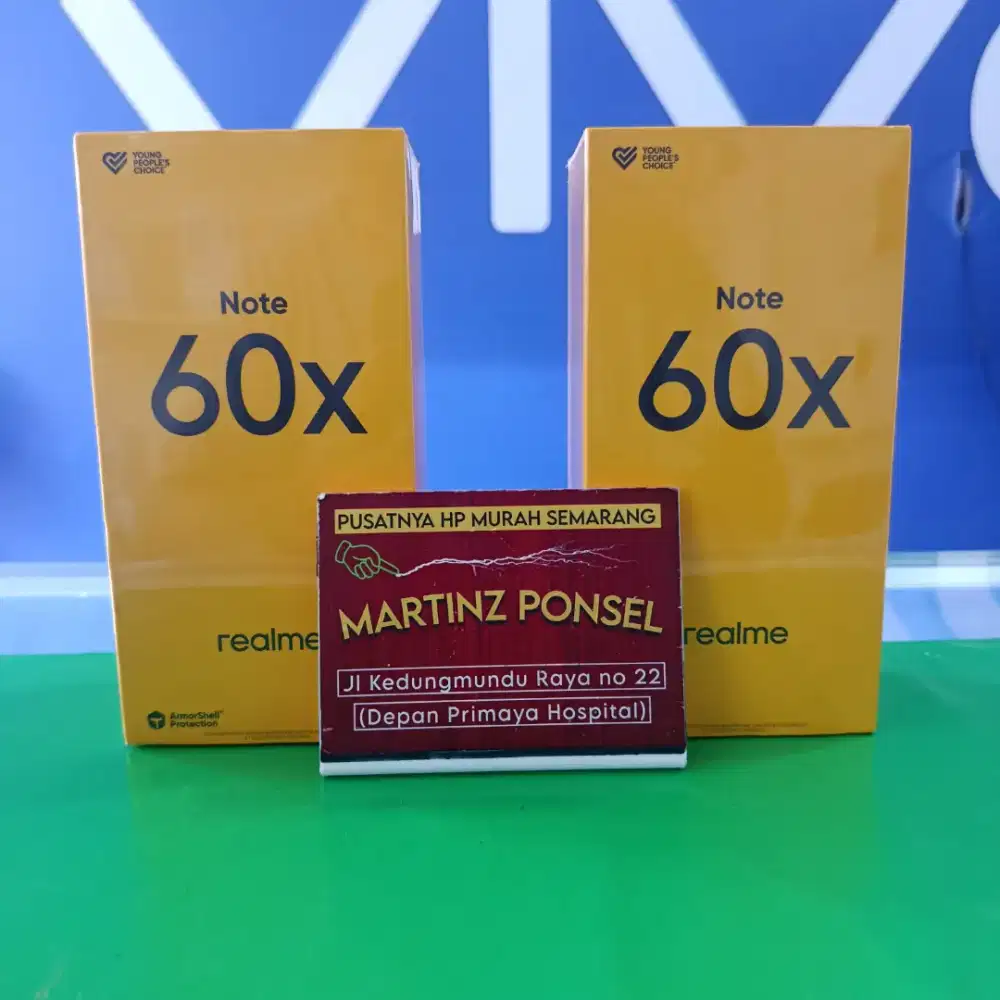 vivo
YOUNG
PEOPLE'S
CHOICE
Note
60x
realme
ArmorShell
Protection
YOUNG
PEOPLE'S
CHOICE
Note
60x
realme
PUSATNYA HP MURAH SEMARANG
MARTINZ PONSEL
Jl Kedungmundu Raya no 22
(Depan Primaya Hospital)